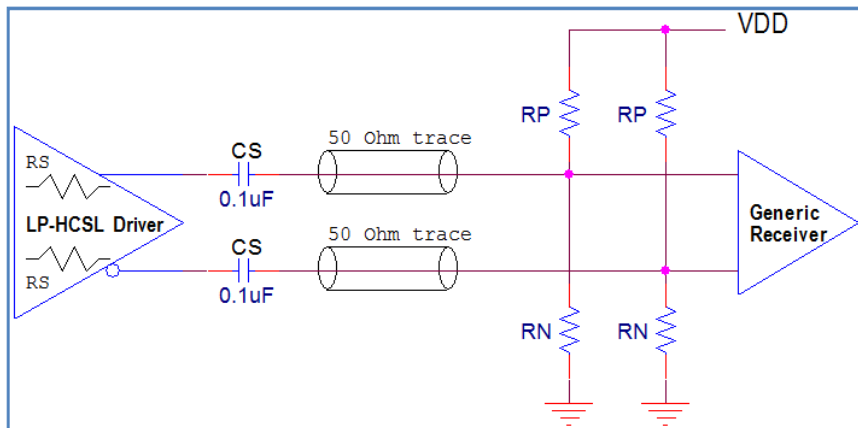 VDD
RP
RP
50 Ohm trace
CS
RS
0.1uF
LP-HCSL Driver
Generic
Receiver
50 Ohm trace
CS
RS
0.1uF
RN
RN